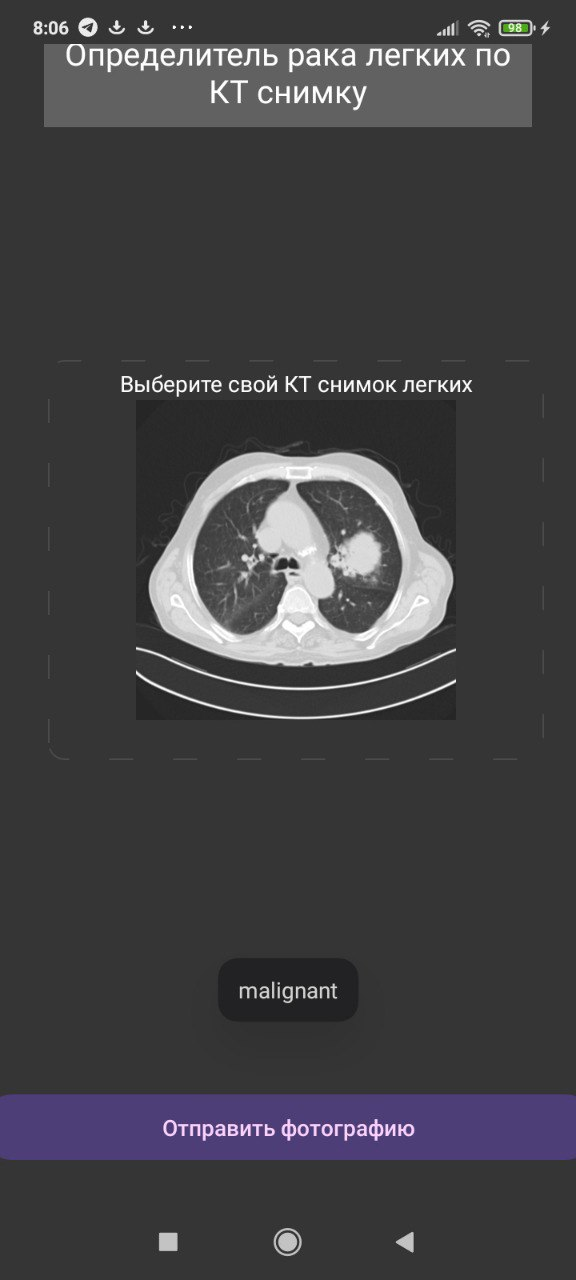 8:06
98
Определитель рака легких по
КТ снимку
Выберите свой КТ снимок легких
malignant
Отправить фотографию